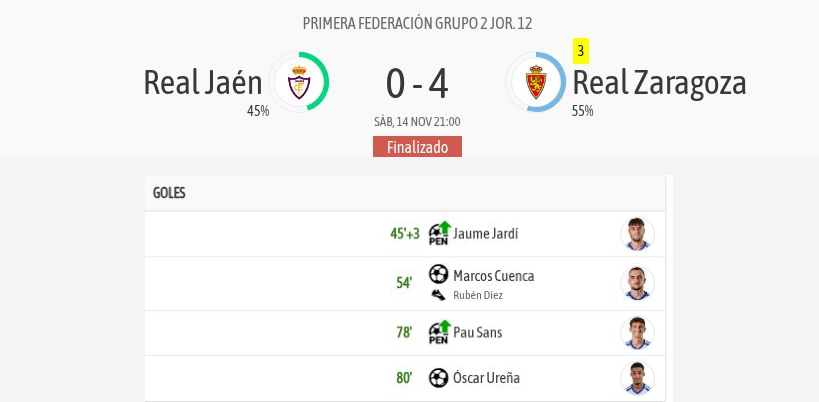 PRIMERA FEDERACIÓN GRUPO 2 JOR. 12
3
Real Jaén 0 - 4 Real Zaragoza
45% 55%
SÁB, 14 NOV 21:00
Finalizado
GOLES
45'+3 PEN Jaume Jardí
54' Marcos Cuenca
Rubén Díez
78' PEN Pau Sans
80' Óscar Ureña